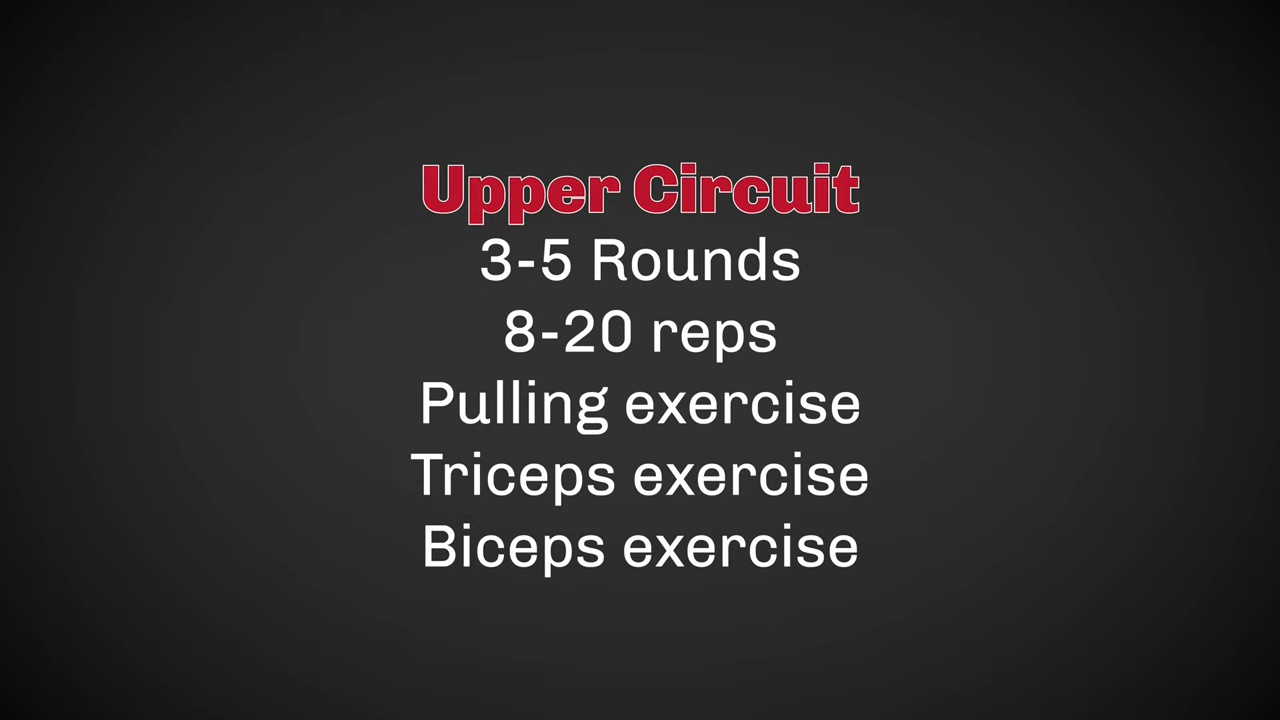 Upper Circuit
3-5 Rounds
8-20 reps
Pulling exercise
Triceps exercise
Biceps exercise